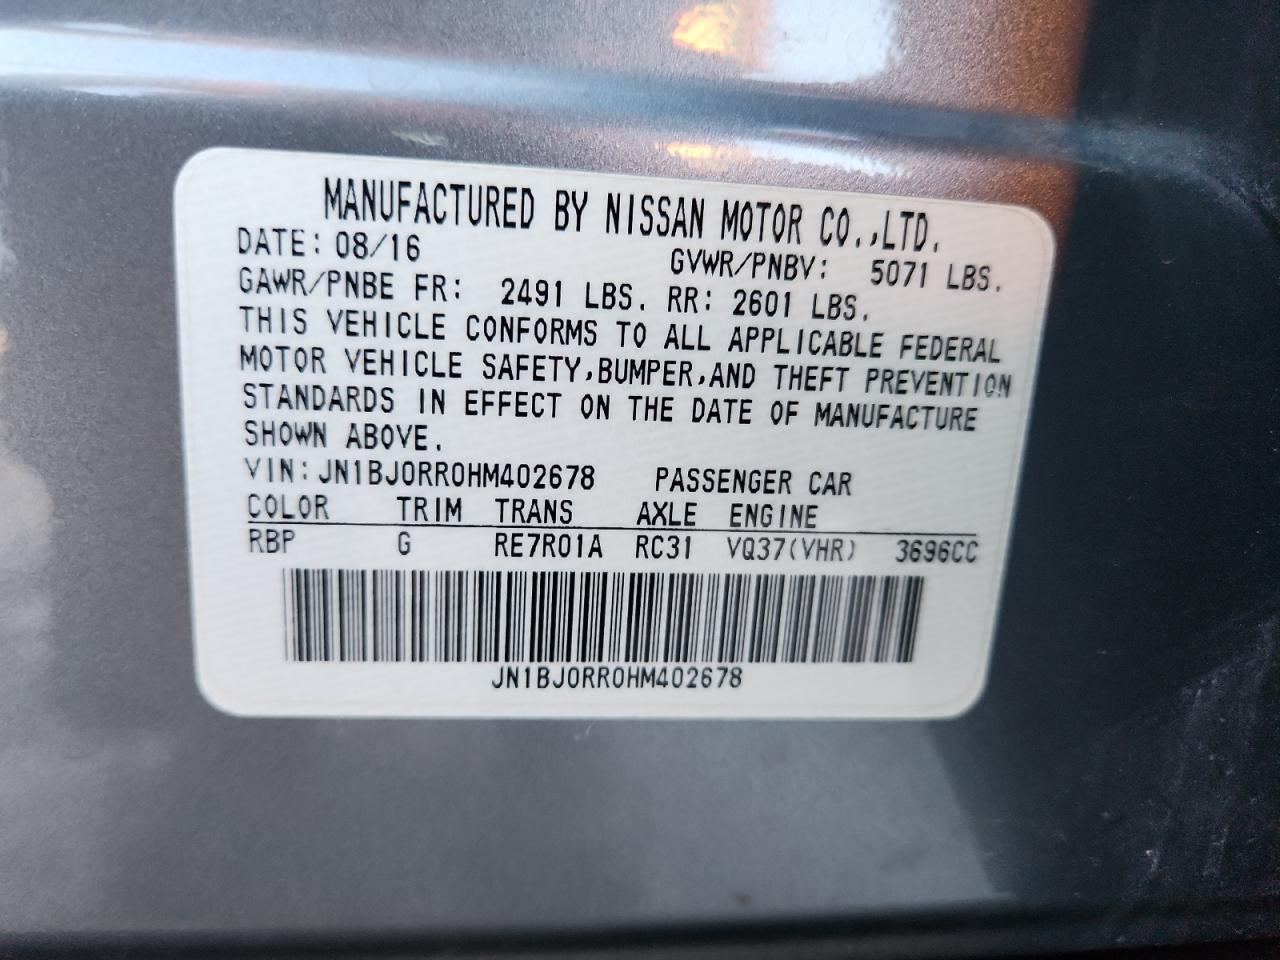 MANUFACTURED BY NISSAN MOTOR CO.,LTD.
DATE: 08/16 GVWR/PNBV: 5071 LBS.
GAWR/PNBE FR: 2491 LBS. RR: 2601 LBS.
THIS VEHICLE CONFORMS TO ALL APPLICABLE FEDERAL
MOTOR VEHICLE SAFETY,BUMPER,AND THEFT PREVENTION
STANDARDS IN EFFECT ON THE DATE OF MANUFACTURE
SHOWN ABOVE.
VIN:JN1BJ0RR0HM402678 PASSENGER CAR
COLOR TRIM TRANS AXLE ENGINE
RBP G RE7R01A RC31 VQ37(VHR) 3696CC
JN1BJ0RR0HM402678